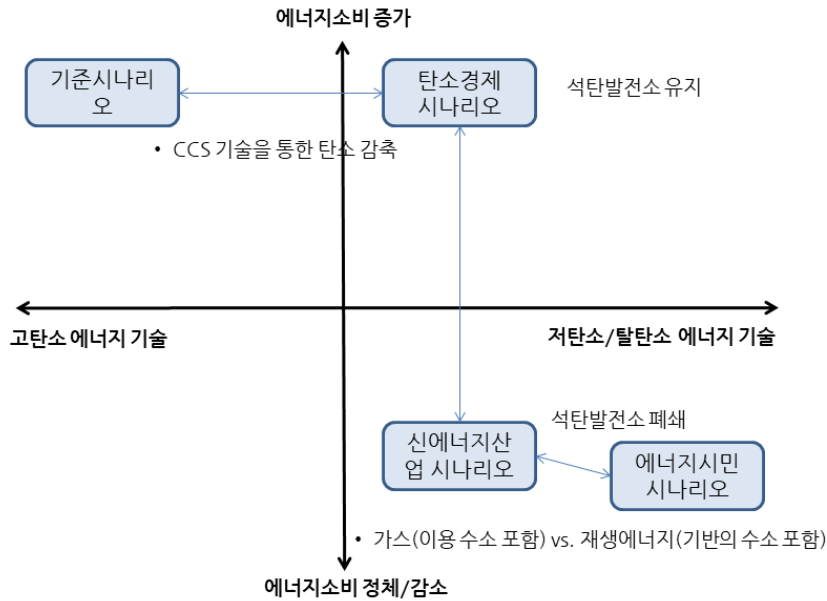 에너지소비 증가
기준시나리
오
탄소경제
시나리오
석탄발전소 유지
• CCS 기술을 통한 탄소 감축
고탄소 에너지 기술
저탄소/탈탄소 에너지 기술
신에너지산
업 시나리오
석탄발전소 폐쇄
에너지시민
시나리오
• 가스(이용 수소 포함) vs. 재생에너지(기반의 수소 포함)
에너지소비 정체/감소